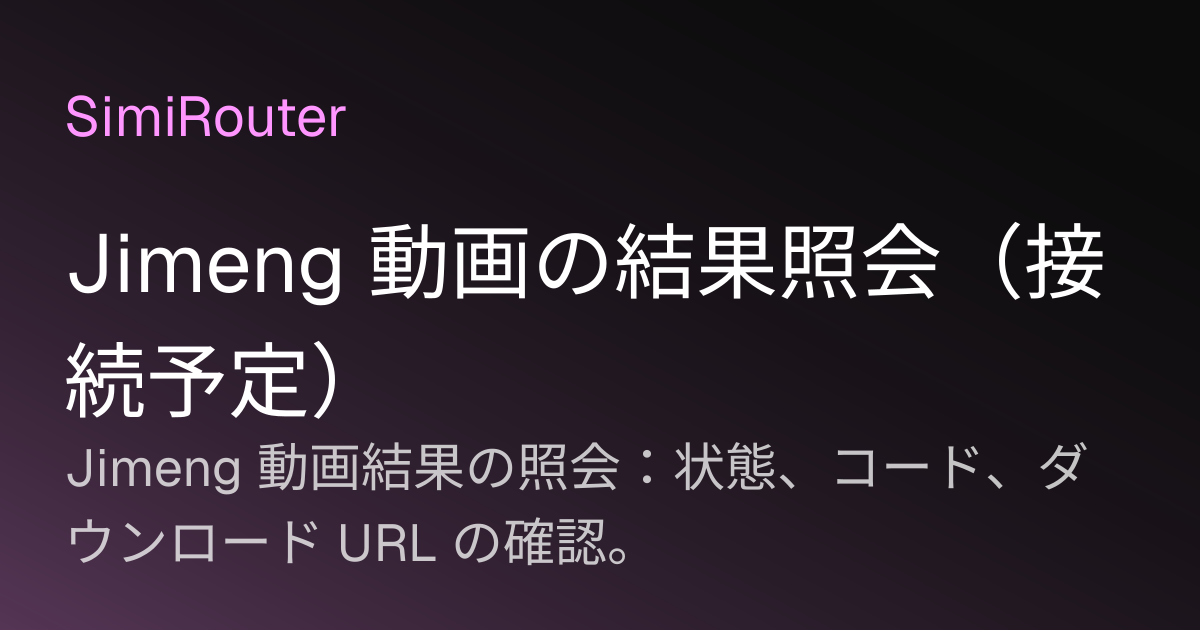 SimiRouter
Jimeng 動画の結果照会（接
続予定）
Jimeng 動画結果の照会：状態、コード、ダ
ウンロード URL の確認。